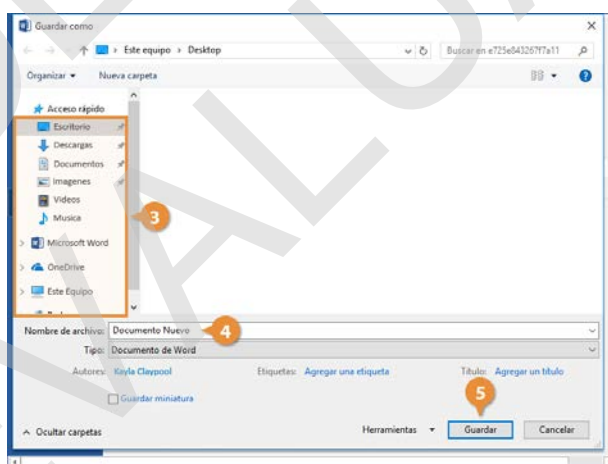 Guardar como
Este equipo > Desktop
Buscar en e725e843267f7a11
Organizar
Nueva carpeta
Acceso rápido
Escritorio
Descargas
Documentos
Imagenes
Videos
Musica
3
Microsoft Word
OneDrive
Este Equipo
Nombre de archivo: Documento Nuevo
4
Tipo: Documento de Word
Autores: Kayla Claypool
Etiquetas: Agregar una etiqueta
Título: Agregar un título
Guardar miniatura
5
Ocultar carpetas
Herramientas
Guardar
Cancelar